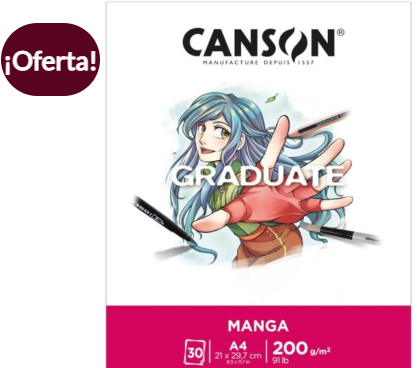 ¡Oferta!
CANSON®
MANUFACTURE DEPUIS 1557
GRADUATE
MANGA
30
A4
21 x 29,7 cm
8.3 x 11.7 in
200 g/m²
91 lb